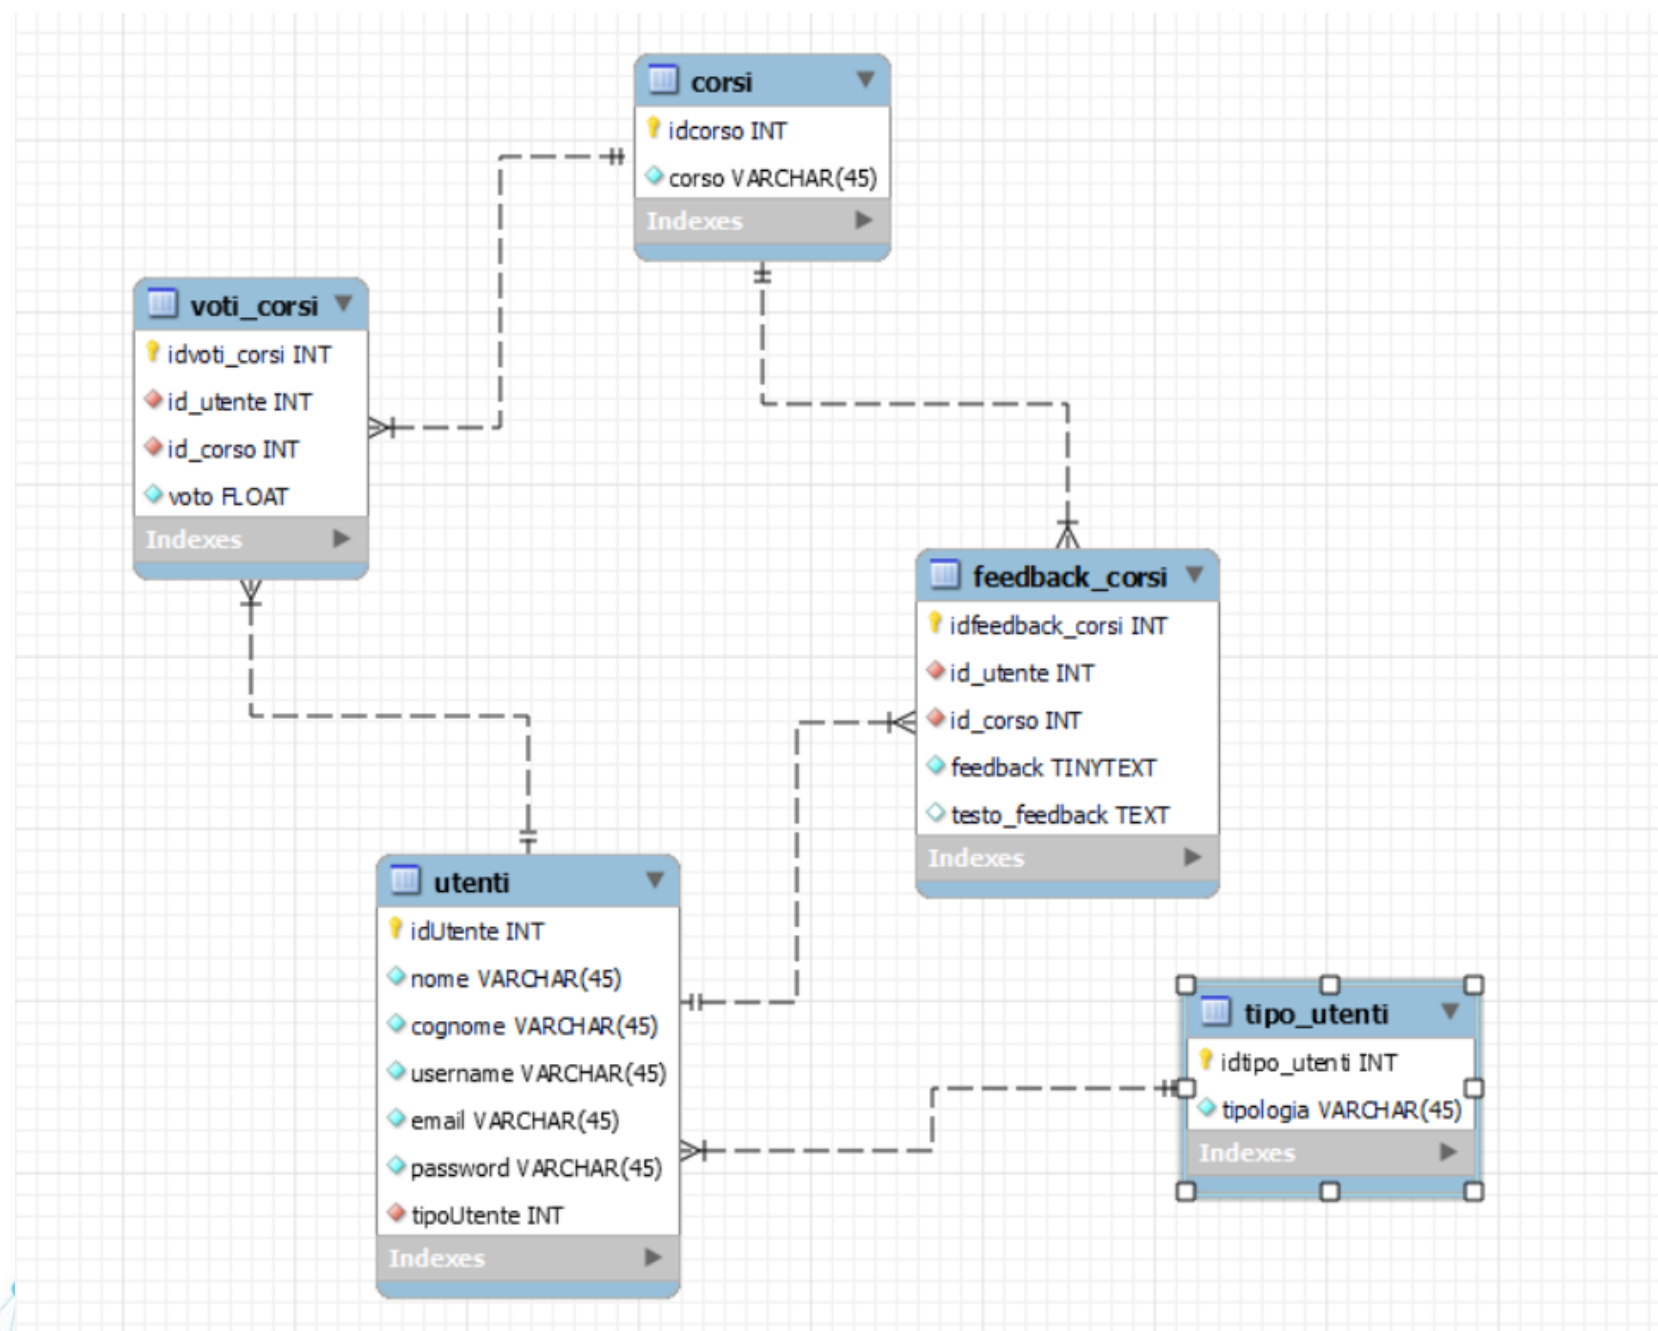 corsi
idcorso INT
corso VARCHAR(45)
Indexes
voti_corsi
idvoti_corsi INT
id_utente INT
id_corso INT
voto FLOAT
Indexes
feedback_corsi
idfeedback_corsi INT
id_utente INT
id_corso INT
feedback TINYTEXT
testo_feedback TEXT
Indexes
utenti
idUtente INT
nome VARCHAR(45)
cognome VARCHAR(45)
username VARCHAR(45)
email VARCHAR(45)
password VARCHAR(45)
tipoUtente INT
Indexes
tipo_utenti
idtipo_utenti INT
tipologia VARCHAR(45)
Indexes